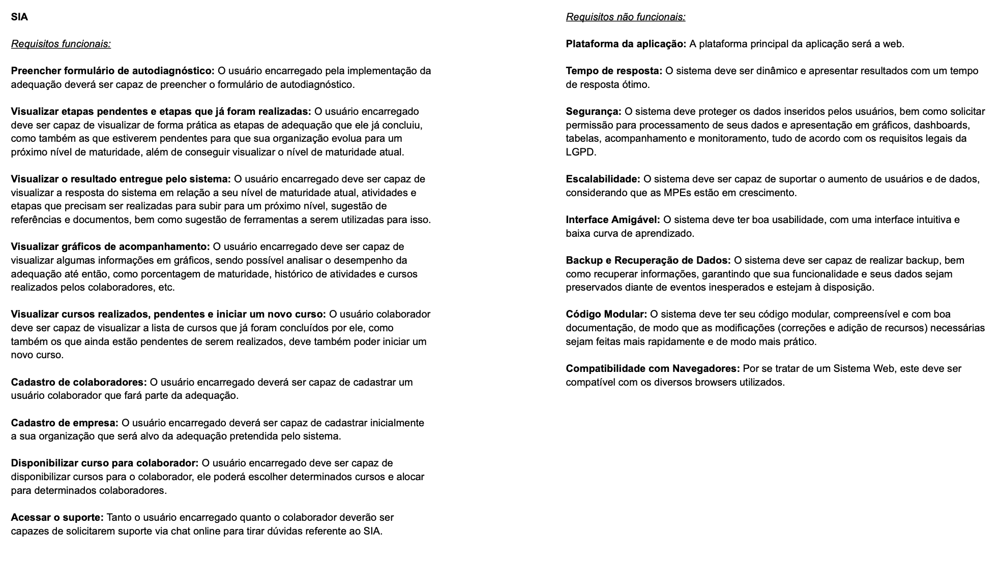 SIA
Requisitos funcionais:
Preencher formulário de autodiagnóstico: O usuário encarregado pela implementação da
adequação deverá ser capaz de preencher o formulário de autodiagnóstico.
Visualizar etapas pendentes e etapas que já foram realizadas: O usuário encarregado
deve ser capaz de visualizar de forma prática as etapas de adequação que ele já concluiu,
como também as que estiverem pendentes para que sua organização evolua para um
próximo nível de maturidade, além de conseguir visualizar o nível de maturidade atual.
Visualizar o resultado entregue pelo sistema: O usuário encarregado deve ser capaz de
visualizar a resposta do sistema em relação a seu nível de maturidade atual, atividades e
etapas que precisam ser realizadas para subir para um próximo nível, sugestão de
referências e documentos, bem como sugestão de ferramentas a serem utilizadas para isso.
Visualizar gráficos de acompanhamento: O usuário encarregado deve ser capaz de
visualizar algumas informações em gráficos, sendo possível analisar o desempenho da
adequação até então, como porcentagem de maturidade, histórico de atividades e cursos
realizados pelos colaboradores, etc.
Visualizar cursos realizados, pendentes e iniciar um novo curso: O usuário colaborador
deve ser capaz de visualizar a lista de cursos que já foram concluídos por ele, como
também os que ainda estão pendentes de serem realizados, deve também poder iniciar um
novo curso.
Cadastro de colaboradores: O usuário encarregado deverá ser capaz de cadastrar um
usuário colaborador que fará parte da adequação.
Cadastro de empresa: O usuário encarregado deverá ser capaz de cadastrar inicialmente
a sua organização que será alvo da adequação pretendida pelo sistema.
Disponibilizar curso para colaborador: O usuário encarregado deve ser capaz de
disponibilizar cursos para o colaborador, ele poderá escolher determinados cursos e alocar
para determinados colaboradores.
Acessar o suporte: Tanto o usuário encarregado quanto o colaborador deverão ser
capazes de solicitarem suporte via chat online para tirar dúvidas referente ao SIA.
Requisitos não funcionais:
Plataforma da aplicação: A plataforma principal da aplicação será a web.
Tempo de resposta: O sistema deve ser dinâmico e apresentar resultados com um tempo
de resposta ótimo.
Segurança: O sistema deve proteger os dados inseridos pelos usuários, bem como solicitar
permissão para processamento de seus dados e apresentação em gráficos, dashboards,
tabelas, acompanhamento e monitoramento, tudo de acordo com os requisitos legais da
LGPD.
Escalabilidade: O sistema deve ser capaz de suportar o aumento de usuários e de dados,
considerando que as MPEs estão em crescimento.
Interface Amigável: O sistema deve ter boa usabilidade, com uma interface intuitiva e
baixa curva de aprendizado.
Backup e Recuperação de Dados: O sistema deve ser capaz de realizar backup, bem
como recuperar informações, garantindo que sua funcionalidade e seus dados sejam
preservados diante de eventos inesperados e estejam à disposição.
Código Modular: O sistema deve ter seu código modular, compreensível e com boa
documentação, de modo que as modificações (correções e adição de recursos) necessárias
sejam feitas mais rapidamente e de modo mais prático.
Compatibilidade com Navegadores: Por se tratar de um Sistema Web, este deve ser
compatível com os diversos browsers utilizados.